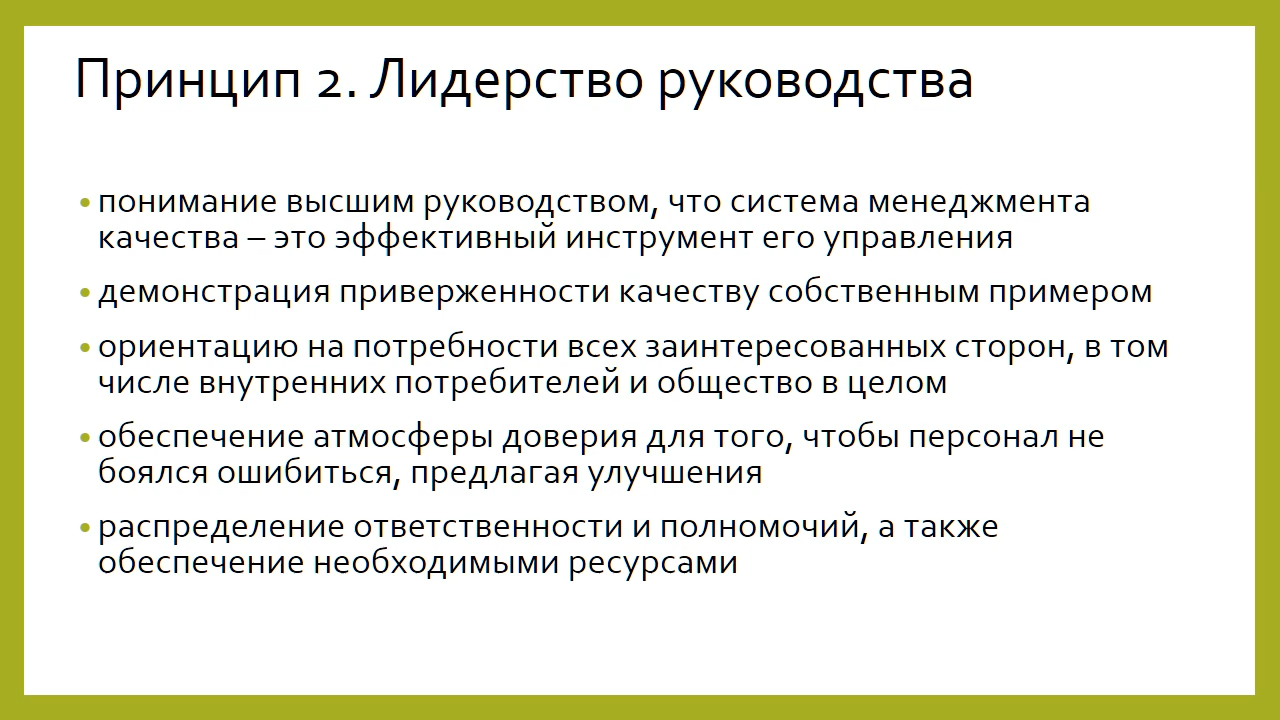 Принцип 2. Лидерство руководства
• понимание высшим руководством, что система менеджмента
качества – это эффективный инструмент его управления
• демонстрация приверженности качеству собственным примером
• ориентацию на потребности всех заинтересованных сторон, в том
числе внутренних потребителей и общество в целом
• обеспечение атмосферы доверия для того, чтобы персонал не
боялся ошибиться, предлагая улучшения
• распределение ответственности и полномочий, а также
обеспечение необходимыми ресурсами